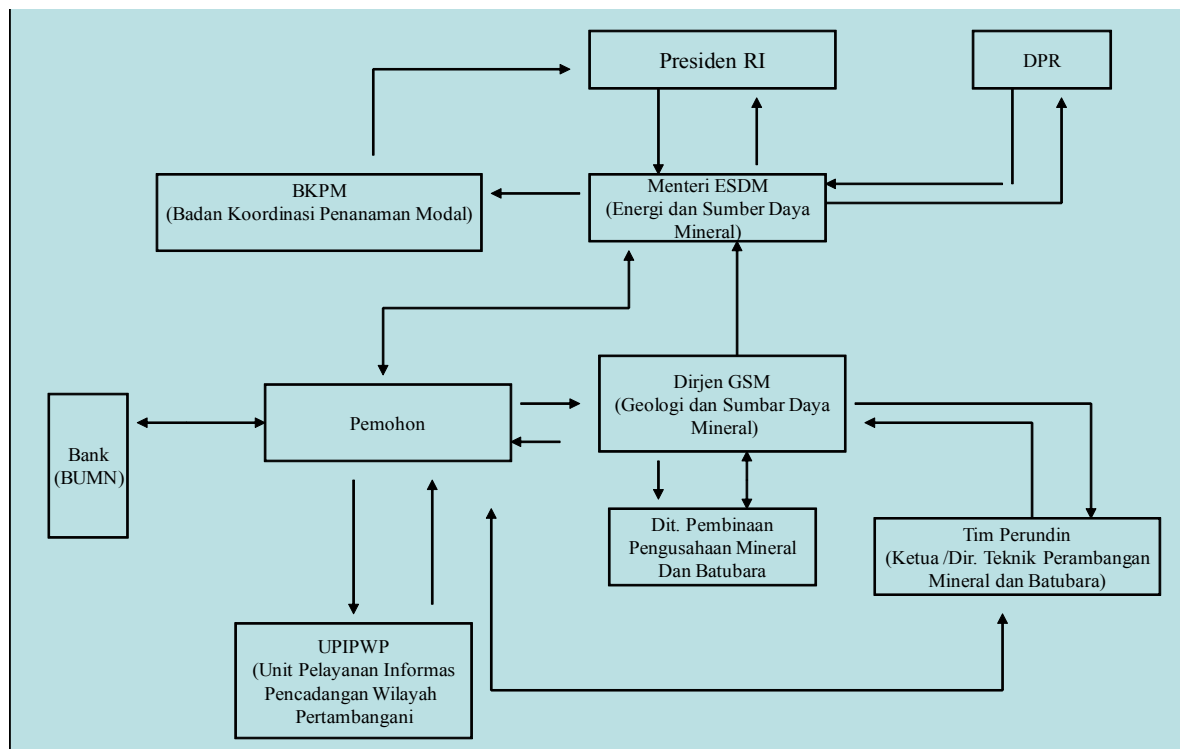 Presiden RI
DPR
BKPM
(Badan Koordinasi Penanaman Modal)
Menteri ESDM
(Energi dan Sumber Daya
Mineral)
Bank
(BUMN)
Pemohon
Dirjen GSM
(Geologi dan Sumbar Daya
Mineral)
Dit. Pembinaan
Pengusahaan Mineral
Dan Batubara
Tim Perundin
(Ketua /Dir. Teknik Perambangan
Mineral dan Batubara)
UPIPWP
(Unit Pelayanan Informas
Pencadangan Wilayah
Pertambangani